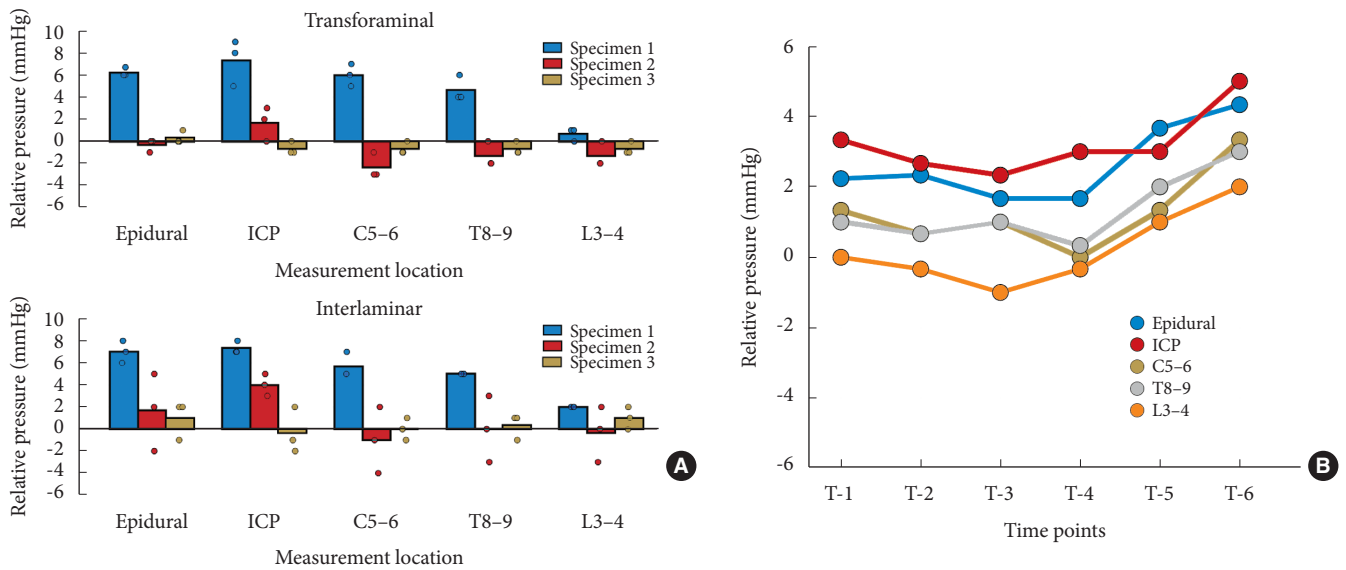 Transforaminal
Relative pressure (mmHg)
10
8
6
4
2
0
-2
-4
-6
Specimen 1
Specimen 2
Specimen 3
Epidural ICP C5–6 T8–9 L3–4
Measurement location
Interlaminar
Relative pressure (mmHg)
10
8
6
4
2
0
-2
-4
-6
Specimen 1
Specimen 2
Specimen 3
Epidural ICP C5–6 T8–9 L3–4
Measurement location
A
Relative pressure (mmHg)
6
4
2
0
-2
-4
-6
Epidural
ICP
C5–6
T8–9
L3–4
T-1 T-2 T-3 T-4 T-5 T-6
Time points
B